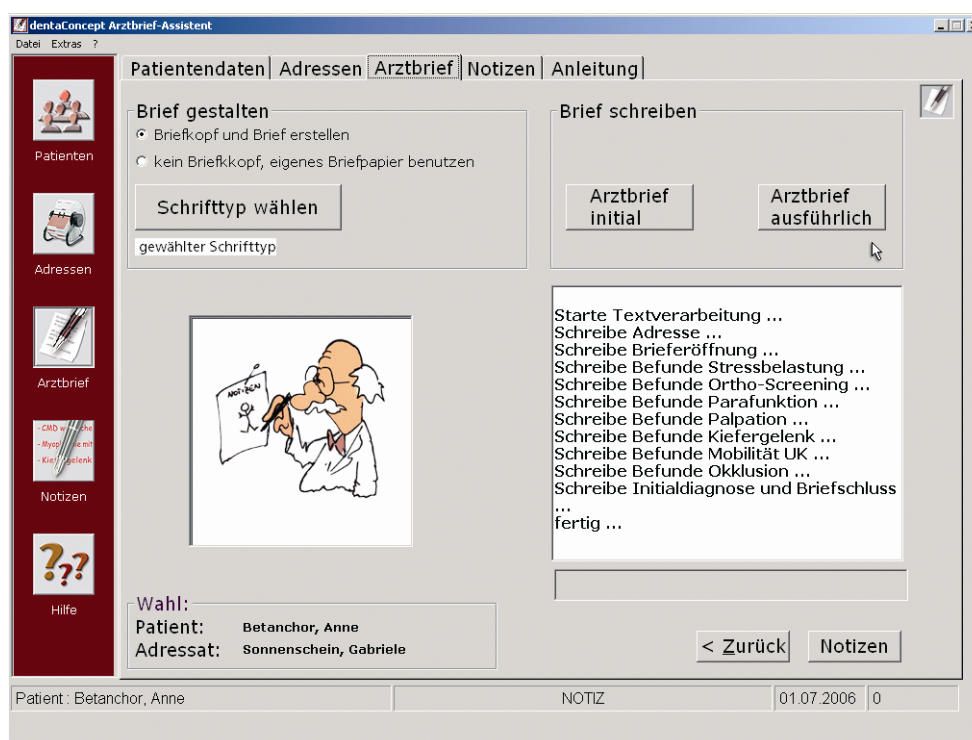 dentaConcept Arztbrief-Assistent
Datei Extras ?
Patientendaten Adressen Arztbrief Notizen Anleitung
Patienten
Adressen
Arztbrief
- CMD
- Myop
- Kie
Notizen
Hilfe
Brief gestalten
Briefkopf und Brief erstellen
kein Briefkkopf, eigenes Briefpapier benutzen
Schrifttyp wählen
gewählter Schrifttyp
Brief schreiben
Arztbrief
initial
Arztbrief
ausführlich
NOTIZEN
Starte Textverarbeitung ...
Schreibe Adresse ...
Schreibe Brieferöffnung ...
Schreibe Befunde Stressbelastung ...
Schreibe Befunde Ortho-Screening ...
Schreibe Befunde Parafunktion ...
Schreibe Befunde Palpation ...
Schreibe Befunde Kiefergelenk ...
Schreibe Befunde Mobilität UK ...
Schreibe Befunde Okklusion ...
Schreibe Initialdiagnose und Briefschluss
...
fertig ...
Wahl:
Patient: Betanchor, Anne
Adressat: Sonnenschein, Gabriele
< Zurück
Notizen
Patient : Betanchor, Anne NOTIZ 01.07.2006 0